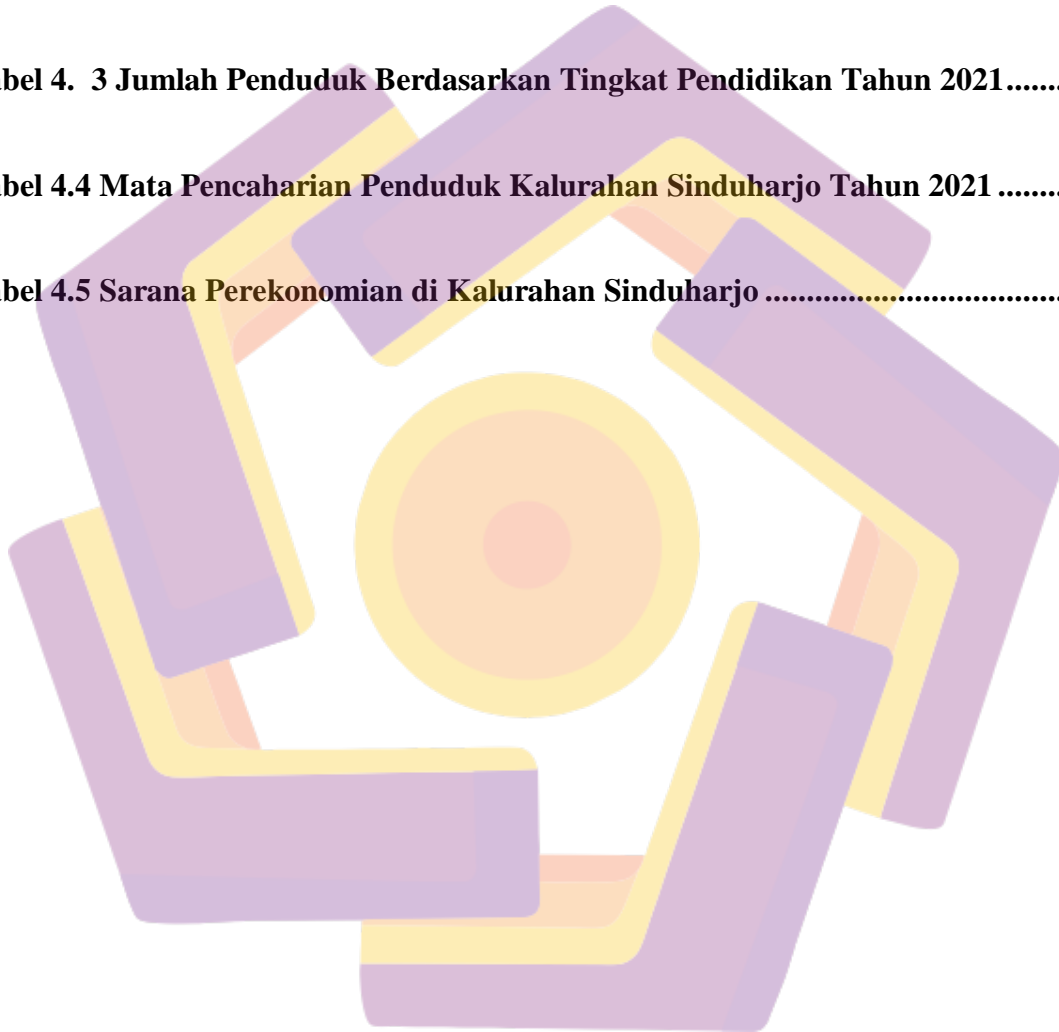 abel 4.  3 Jumlah Penduduk Berdasarkan Tingkat Pendidikan Tahun 2021.......
abel 4.4 Mata Pencaharian Penduduk Kalurahan Sinduharjo Tahun 2021 ........
abel 4.5 Sarana Perekonomian di Kalurahan Sinduharjo ....................................